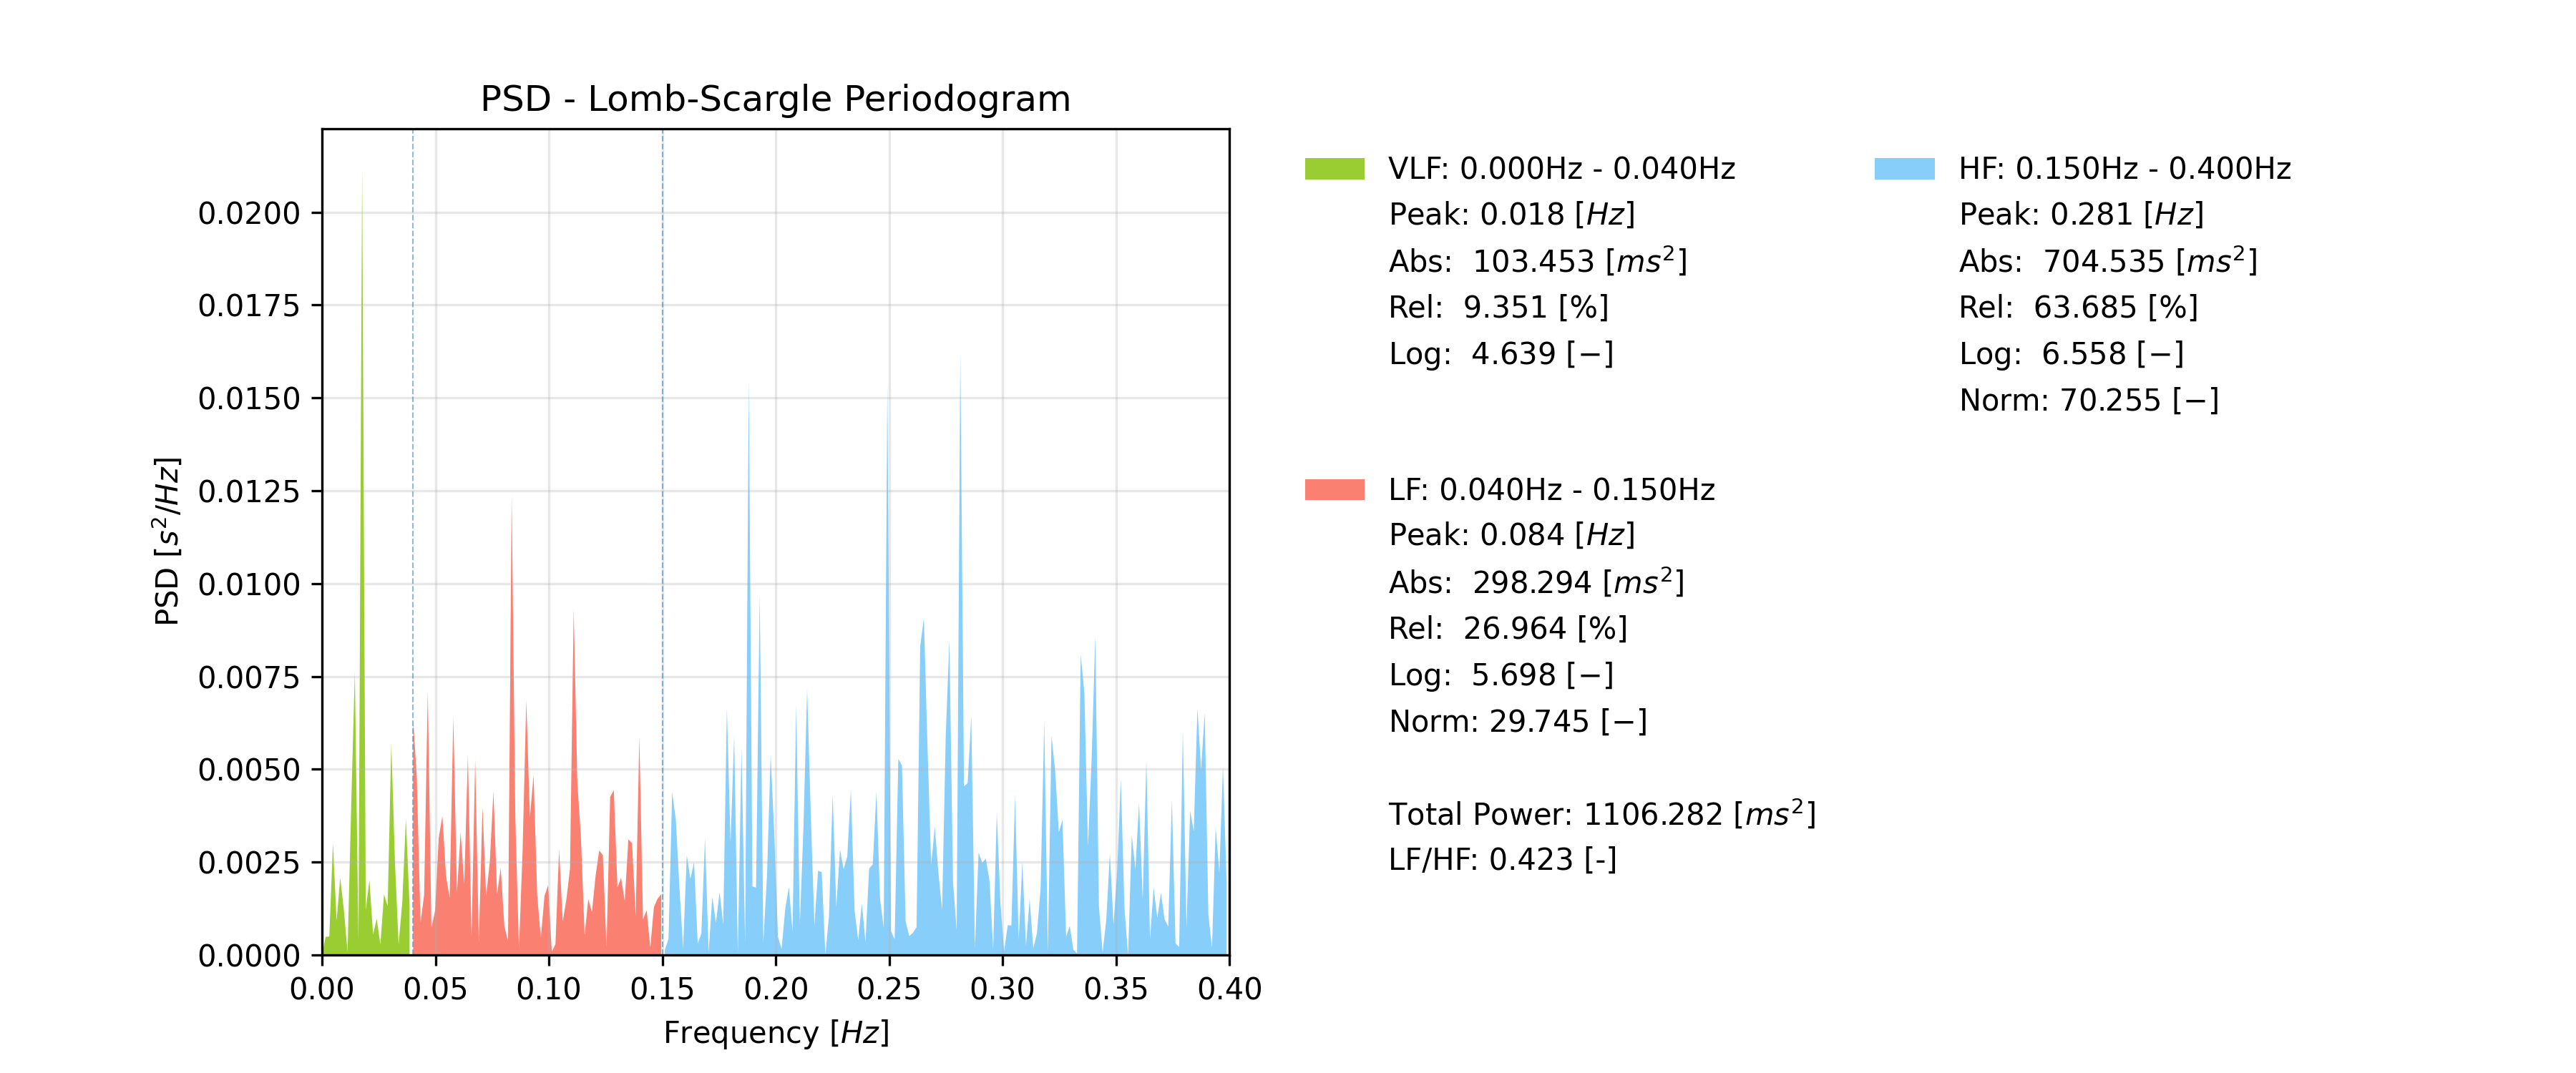 PSD - Lomb-Scargle Periodogram
PSD [s²/Hz]
0.0200
0.0175
0.0150
0.0125
0.0100
0.0075
0.0050
0.0025
0.0000
0.00 0.05 0.10 0.15 0.20 0.25 0.30 0.35 0.40
Frequency [Hz]
VLF: 0.000Hz - 0.040Hz
Peak: 0.018 [Hz]
Abs: 103.453 [ms²]
Rel: 9.351 [%]
Log: 4.639 [−]
LF: 0.040Hz - 0.150Hz
Peak: 0.084 [Hz]
Abs: 298.294 [ms²]
Rel: 26.964 [%]
Log: 5.698 [−]
Norm: 29.745 [−]
Total Power: 1106.282 [ms²]
LF/HF: 0.423 [-]
HF: 0.150Hz - 0.400Hz
Peak: 0.281 [Hz]
Abs: 704.535 [ms²]
Rel: 63.685 [%]
Log: 6.558 [−]
Norm: 70.255 [−]